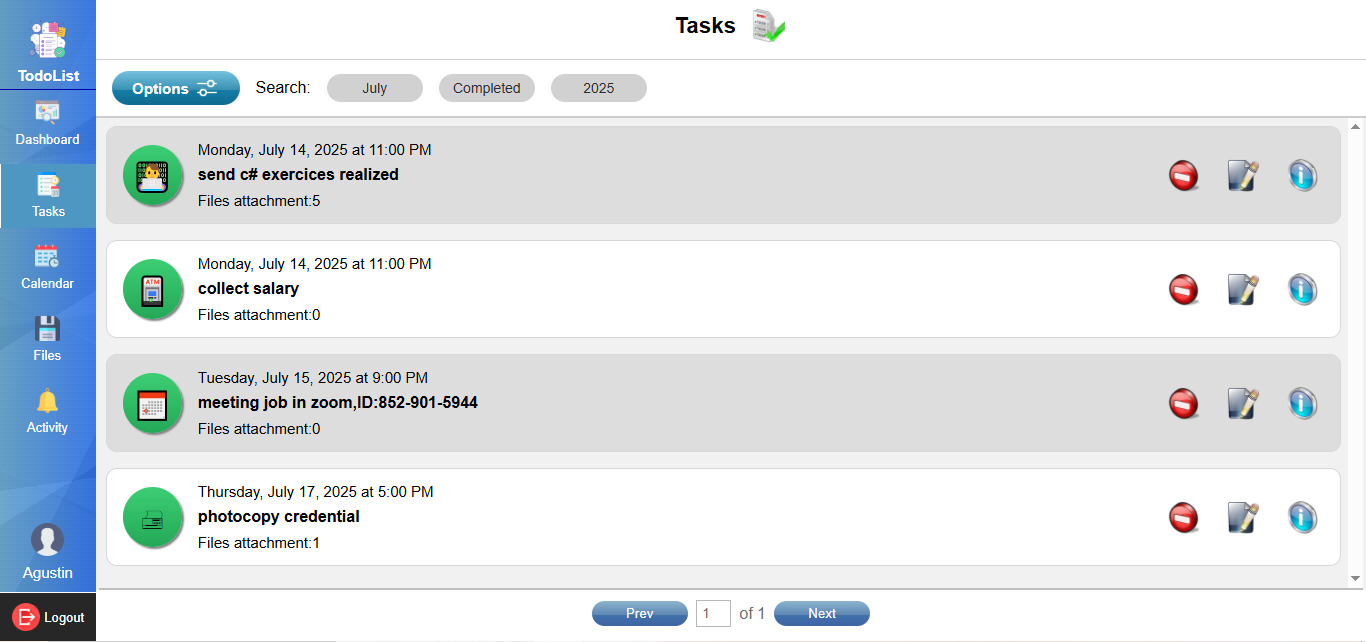 Tasks
TodoList
Options
Search:
July
Completed
2025
Dashboard
Tasks
Calendar
Files
Activity
Agustin
Logout
Monday, July 14, 2025 at 11:00 PM
send c# exercices realized
Files attachment:5
Monday, July 14, 2025 at 11:00 PM
ATM
collect salary
Files attachment:0
Tuesday, July 15, 2025 at 9:00 PM
meeting job in zoom,ID:852-901-5944
Files attachment:0
Thursday, July 17, 2025 at 5:00 PM
photocopy credential
Files attachment:1
Prev
1
of 1
Next